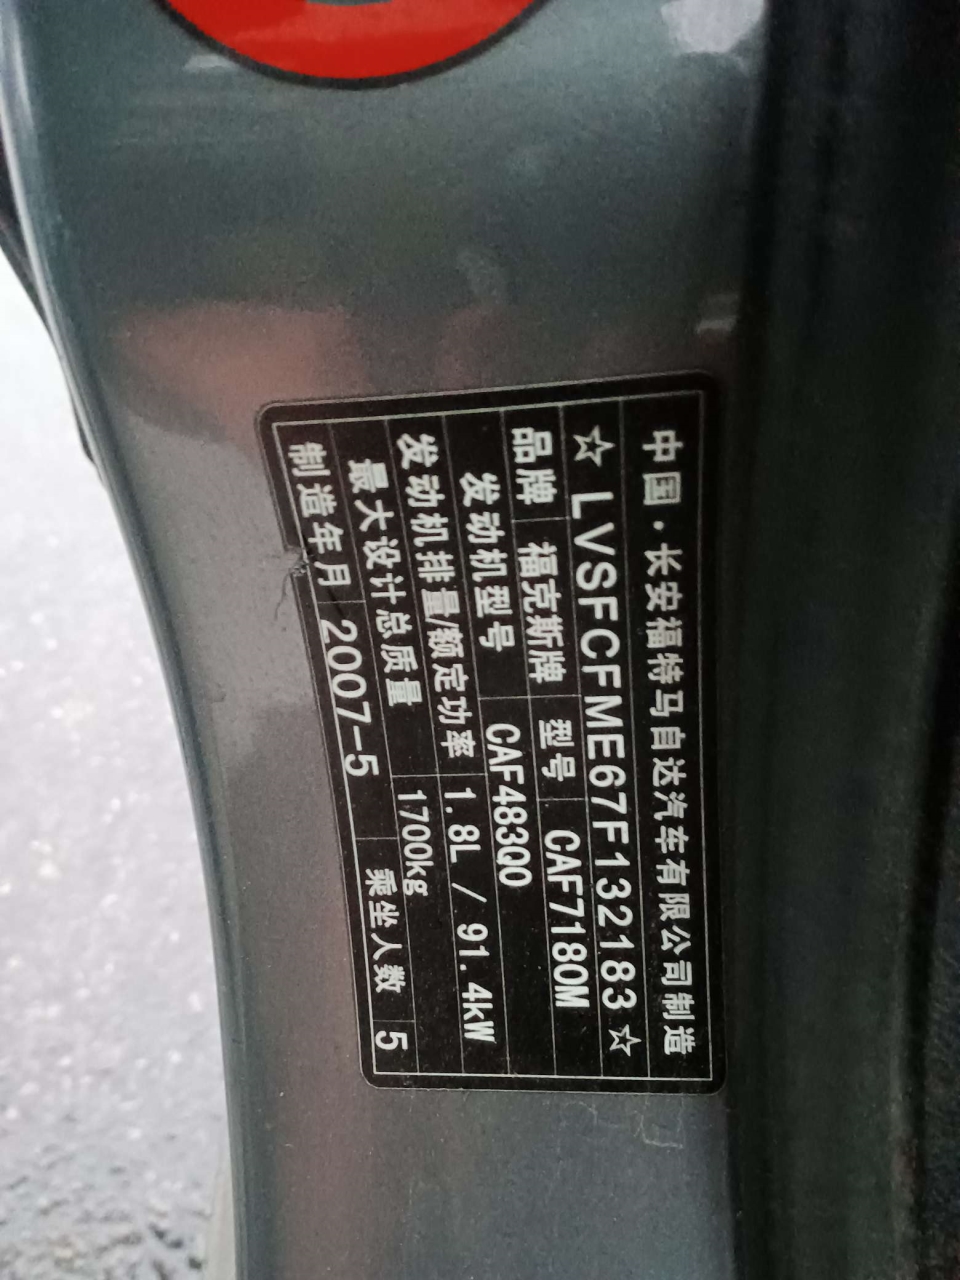 中国·长安福特马自达汽车有限公司制造
☆ LVSFCFME67F132183 ☆
品牌 福克斯牌 型号 CAF7180M
发动机型号 CAF483Q0
发动机排量/额定功率 1.8L / 91.4kW
最大设计总质量 1700kg
制造年月 2007-5 乘坐人数 5